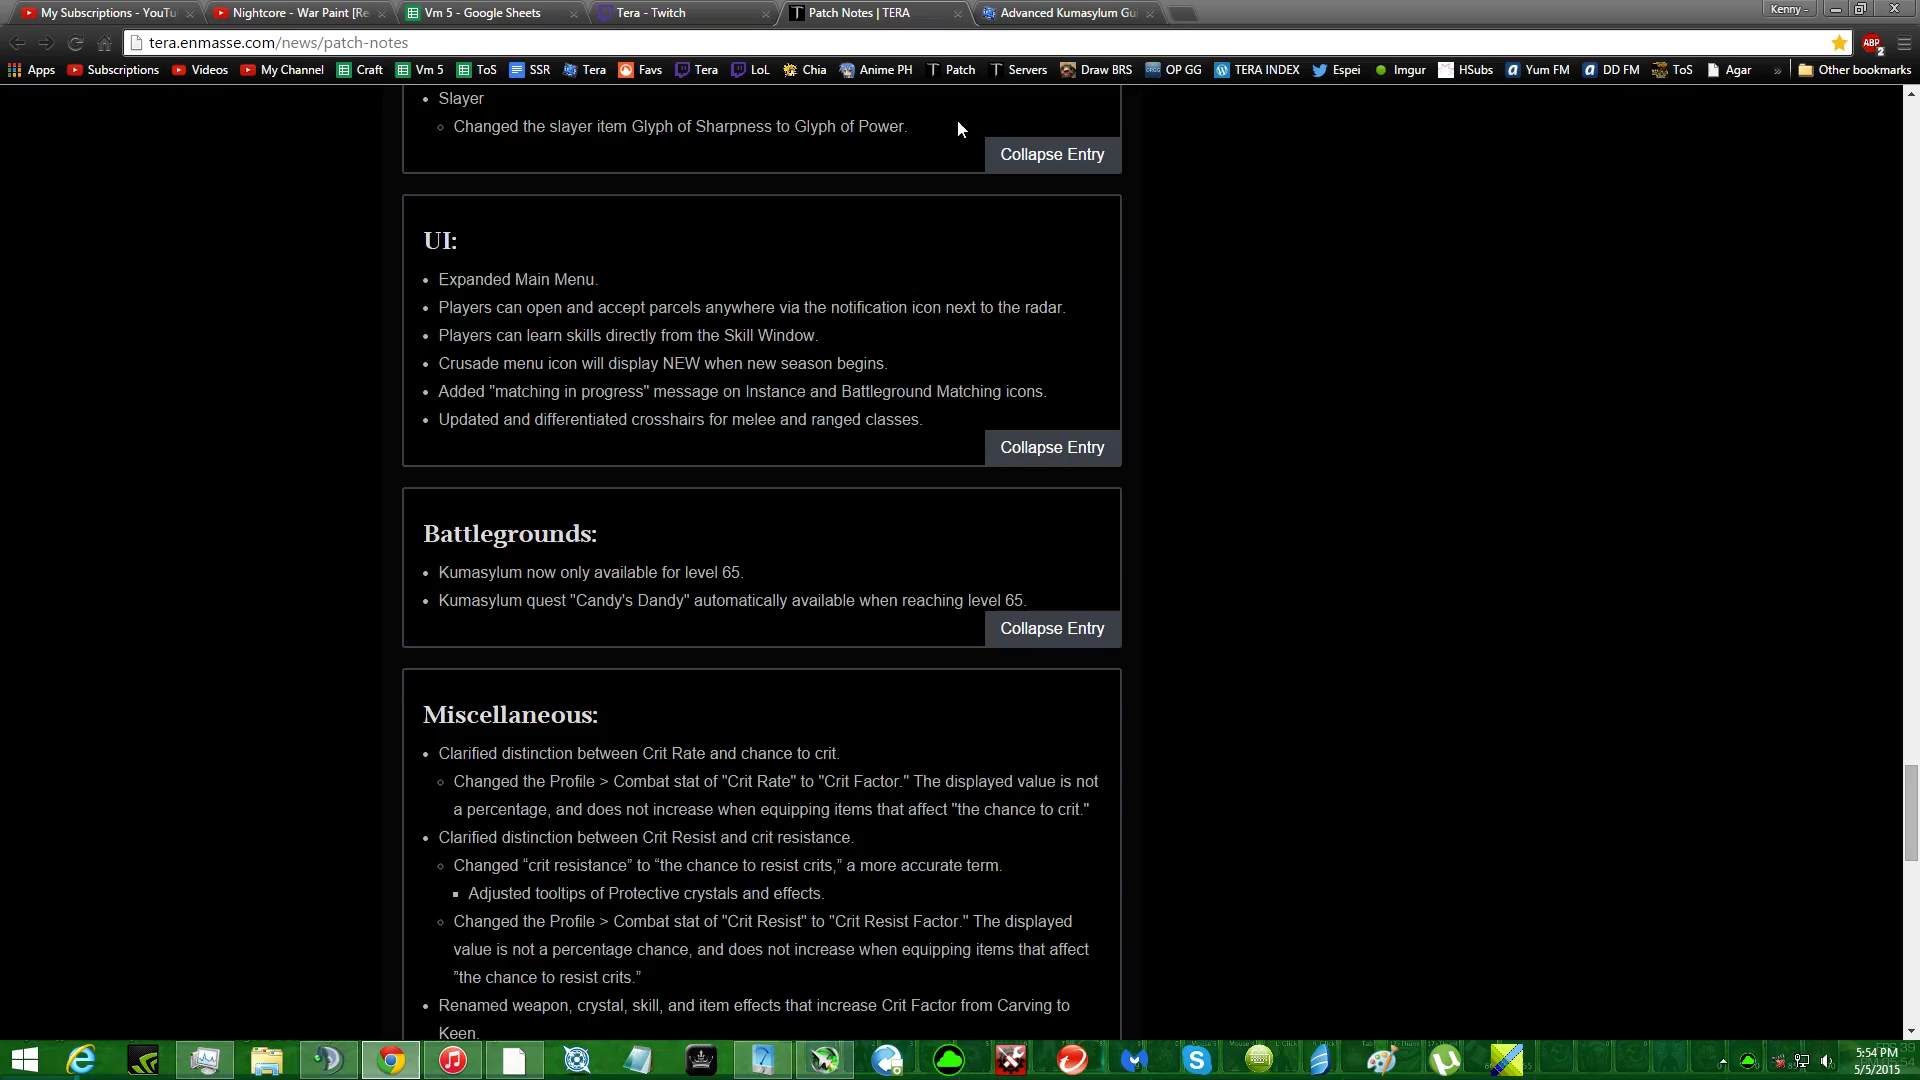 My Subscriptions - YouTu
Nightcore - War Paint [Re
Vm 5 - Google Sheets
Tera - Twitch
Patch Notes | TERA
Advanced Kumasylum Gu
Kenny -
tera.enmasse.com/news/patch-notes
ABP
2
Apps
Subscriptions
Videos
My Channel
Craft
Vm 5
ToS
SSR
Tera
Favs
Tera
LoL
Chia
Anime PH
Patch
Servers
Draw BRS
OP GG
TERA INDEX
Espei
Imgur
HSubs
Yum FM
DD FM
ToS
Agar
»
Other bookmarks
• Slayer
◦ Changed the slayer item Glyph of Sharpness to Glyph of Power.
Collapse Entry
UI:
• Expanded Main Menu.
• Players can open and accept parcels anywhere via the notification icon next to the radar.
• Players can learn skills directly from the Skill Window.
• Crusade menu icon will display NEW when new season begins.
• Added "matching in progress" message on Instance and Battleground Matching icons.
• Updated and differentiated crosshairs for melee and ranged classes.
Collapse Entry
Battlegrounds:
• Kumasylum now only available for level 65.
• Kumasylum quest "Candy's Dandy" automatically available when reaching level 65.
Collapse Entry
Miscellaneous:
• Clarified distinction between Crit Rate and chance to crit.
◦ Changed the Profile > Combat stat of "Crit Rate" to "Crit Factor." The displayed value is not
a percentage, and does not increase when equipping items that affect "the chance to crit."
• Clarified distinction between Crit Resist and crit resistance.
◦ Changed “crit resistance” to “the chance to resist crits,” a more accurate term.
▪ Adjusted tooltips of Protective crystals and effects.
◦ Changed the Profile > Combat stat of "Crit Resist" to "Crit Resist Factor." The displayed
value is not a percentage chance, and does not increase when equipping items that affect
”the chance to resist crits.”
• Renamed weapon, crystal, skill, and item effects that increase Crit Factor from Carving to
Keen.
5:54 PM
5/5/2015